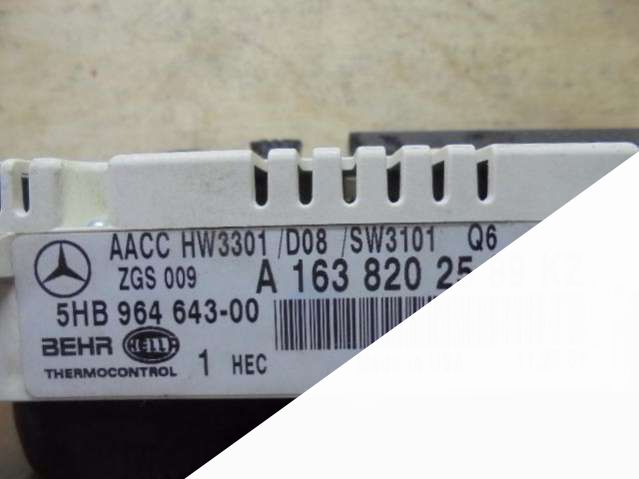 AACC HW3301 /D08 /SW3101 Q6
ZGS 009
A 163 820 25
5HB 964 643-00
BEHR HELLA
THERMOCONTROL
1 HEC